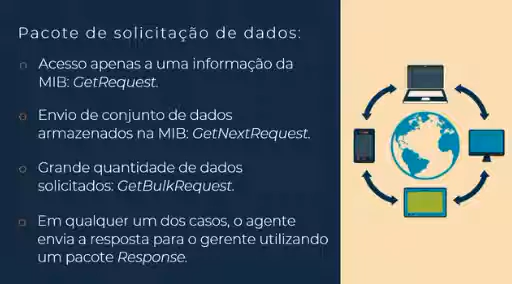 Pacote de solicitação de dados:
Acesso apenas a uma informação da
MIB: GetRequest.
Envio de conjunto de dados
armazenados na MIB: GetNextRequest.
Grande quantidade de dados
solicitados: GetBulkRequest.
Em qualquer um dos casos, o agente
envia a resposta para o gerente utilizando
um pacote Response.